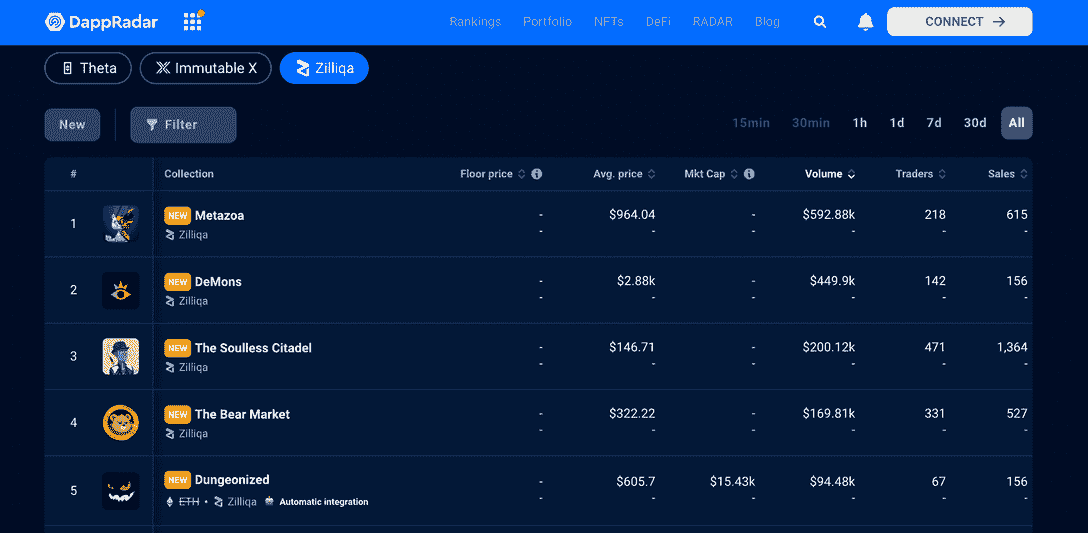 DappRadar Rankings Portfolio NFTs DeFi RADAR Blog CONNECT →
Theta Immutable X Zilliqa
New Filter 15min 30min 1h 1d 7d 30d All
# Collection Floor price Avg. price Mkt Cap Volume Traders Sales
1 NEW Metazoa - $964.04 - $592.88k 218 615
Zilliqa - - - - - -
2 NEW DeMons - $2.88k - $449.9k 142 156
Zilliqa - - - - - -
3 NEW The Soulless Citadel - $146.71 - $200.12k 471 1,364
Zilliqa - - - - - -
4 NEW The Bear Market - $322.22 - $169.81k 331 527
Zilliqa - - - - - -
5 NEW Dungeonized - $605.7 $15.43k $94.48k 67 156
ETH • Zilliqa Automatic integration - - - - - -